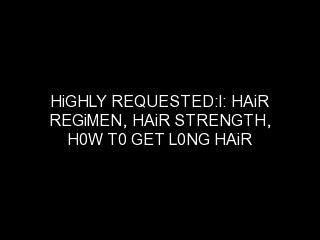 HiGHLY REQUESTED:I: HAiR
REGiMEN, HAiR STRENGTH,
H0W T0 GET L0NG HAiR